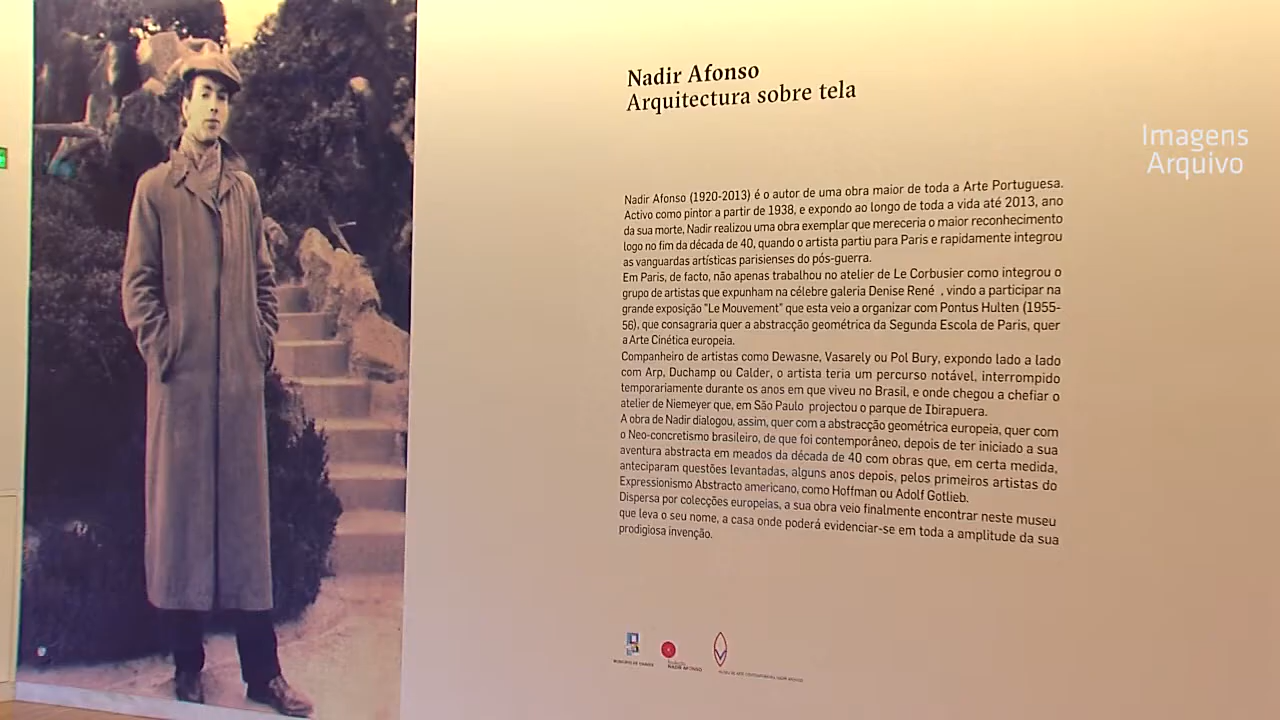 Nadir Afonso
Arquitectura sobre tela
Imagens
Arquivo
Nadir Afonso (1920-2013) é o autor de uma obra maior de toda a Arte Portuguesa.
Activo como pintor a partir de 1938, e expondo ao longo de toda a vida até 2013, ano
da sua morte, Nadir realizou uma obra exemplar que mereceria o maior reconhecimento
logo no fim da década de 40, quando o artista partiu para Paris e rapidamente integrou
as vanguardas artísticas parisienses do pós-guerra.
Em Paris, de facto, não apenas trabalhou no atelier de Le Corbusier como integrou o
grupo de artistas que expunham na célebre galeria Denise René , vindo a participar na
grande exposição "Le Mouvement" que esta veio a organizar com Pontus Hulten (1955-
56), que consagraria quer a abstracção geométrica da Segunda Escola de Paris, quer
a Arte Cinética europeia.
Companheiro de artistas como Dewasne, Vasarely ou Pol Bury, expondo lado a lado
com Arp, Duchamp ou Calder, o artista teria um percurso notável, interrompido
temporariamente durante os anos em que viveu no Brasil, e onde chegou a chefiar o
atelier de Niemeyer que, em São Paulo projectou o parque de Ibirapuera.
A obra de Nadir dialogou, assim, quer com a abstracção geométrica europeia, quer com
o Neo-concretismo brasileiro, de que foi contemporâneo, depois de ter iniciado a sua
aventura abstracta em meados da década de 40 com obras que, em certa medida,
anteciparam questões levantadas, alguns anos depois, pelos primeiros artistas do
Expressionismo Abstracto americano, como Hoffman ou Adolf Gotlieb.
Dispersa por colecções europeias, a sua obra veio finalmente encontrar neste museu
que leva o seu nome, a casa onde poderá evidenciar-se em toda a amplitude da sua
prodigiosa invenção.
NADIR AFONSO